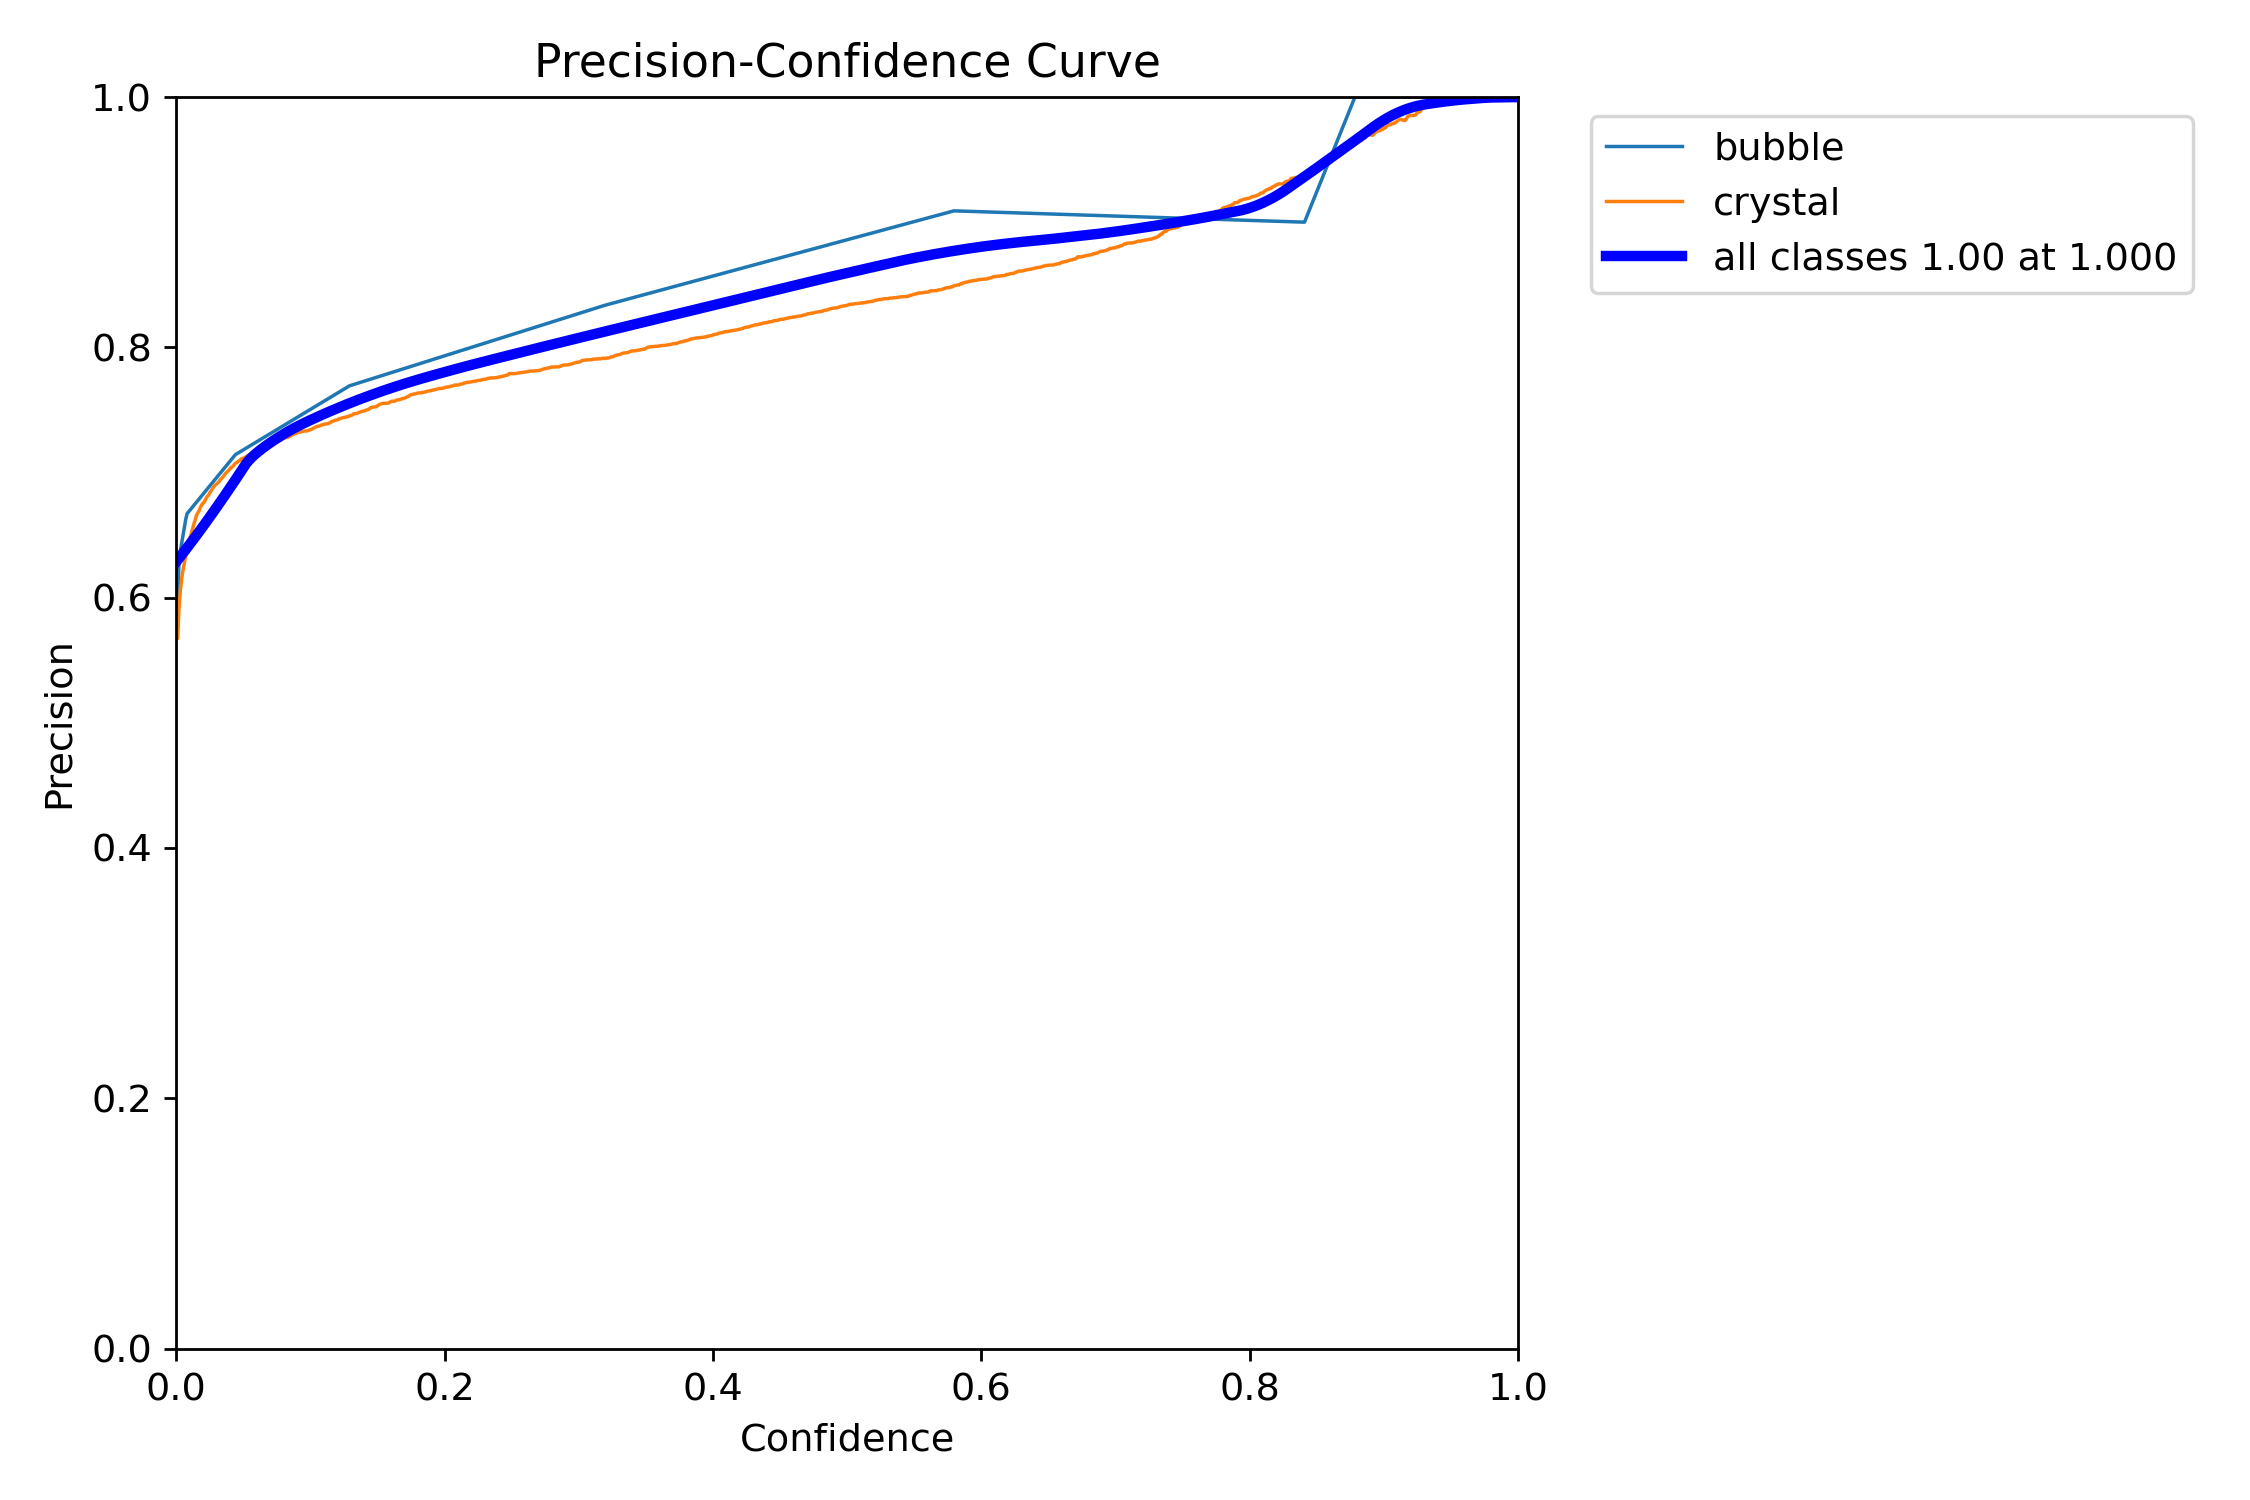 Precision-Confidence Curve
1.0
0.8
0.6
0.4
0.2
0.0
Precision
0.0 0.2 0.4 0.6 0.8 1.0
Confidence
bubble
crystal
all classes 1.00 at 1.000